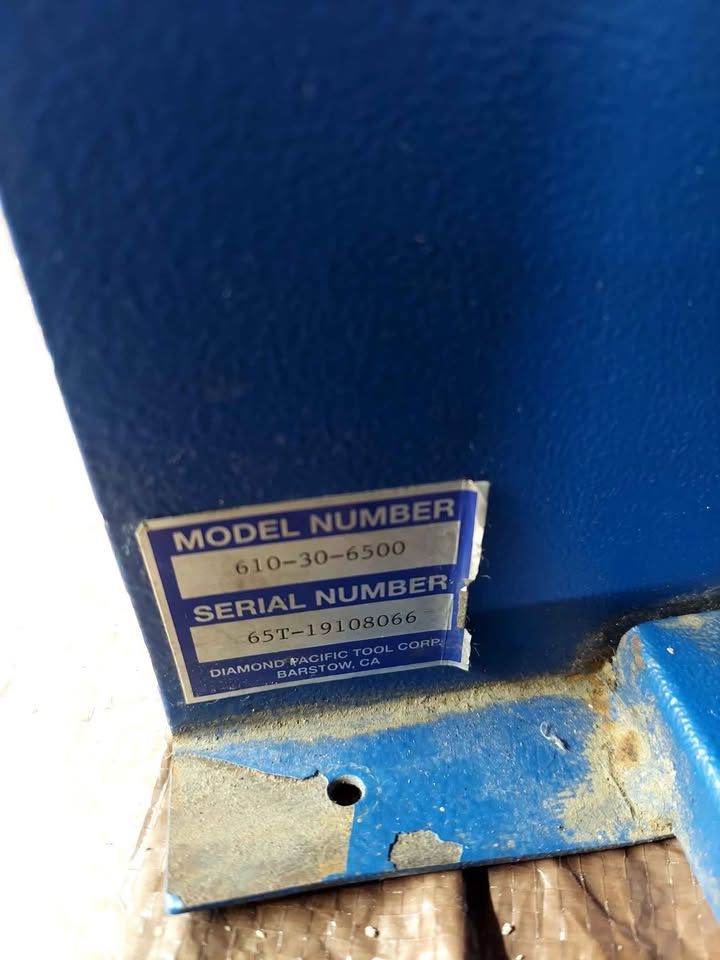 MODEL NUMBER
610-30-6500
SERIAL NUMBER
65T-19108066
DIAMOND PACIFIC TOOL CORP.
BARSTOW, CA